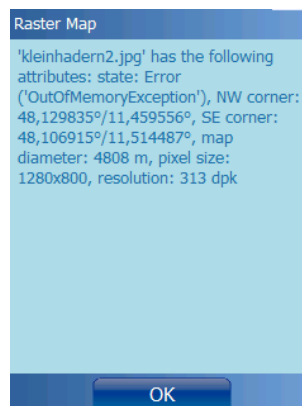 Raster Map
'kleinhadern2.jpg' has the following
attributes: state: Error
('OutOfMemoryException'), NW corner:
48,129835°/11,459556°, SE corner:
48,106915°/11,514487°, map
diameter: 4808 m, pixel size:
1280x800, resolution: 313 dpk
OK